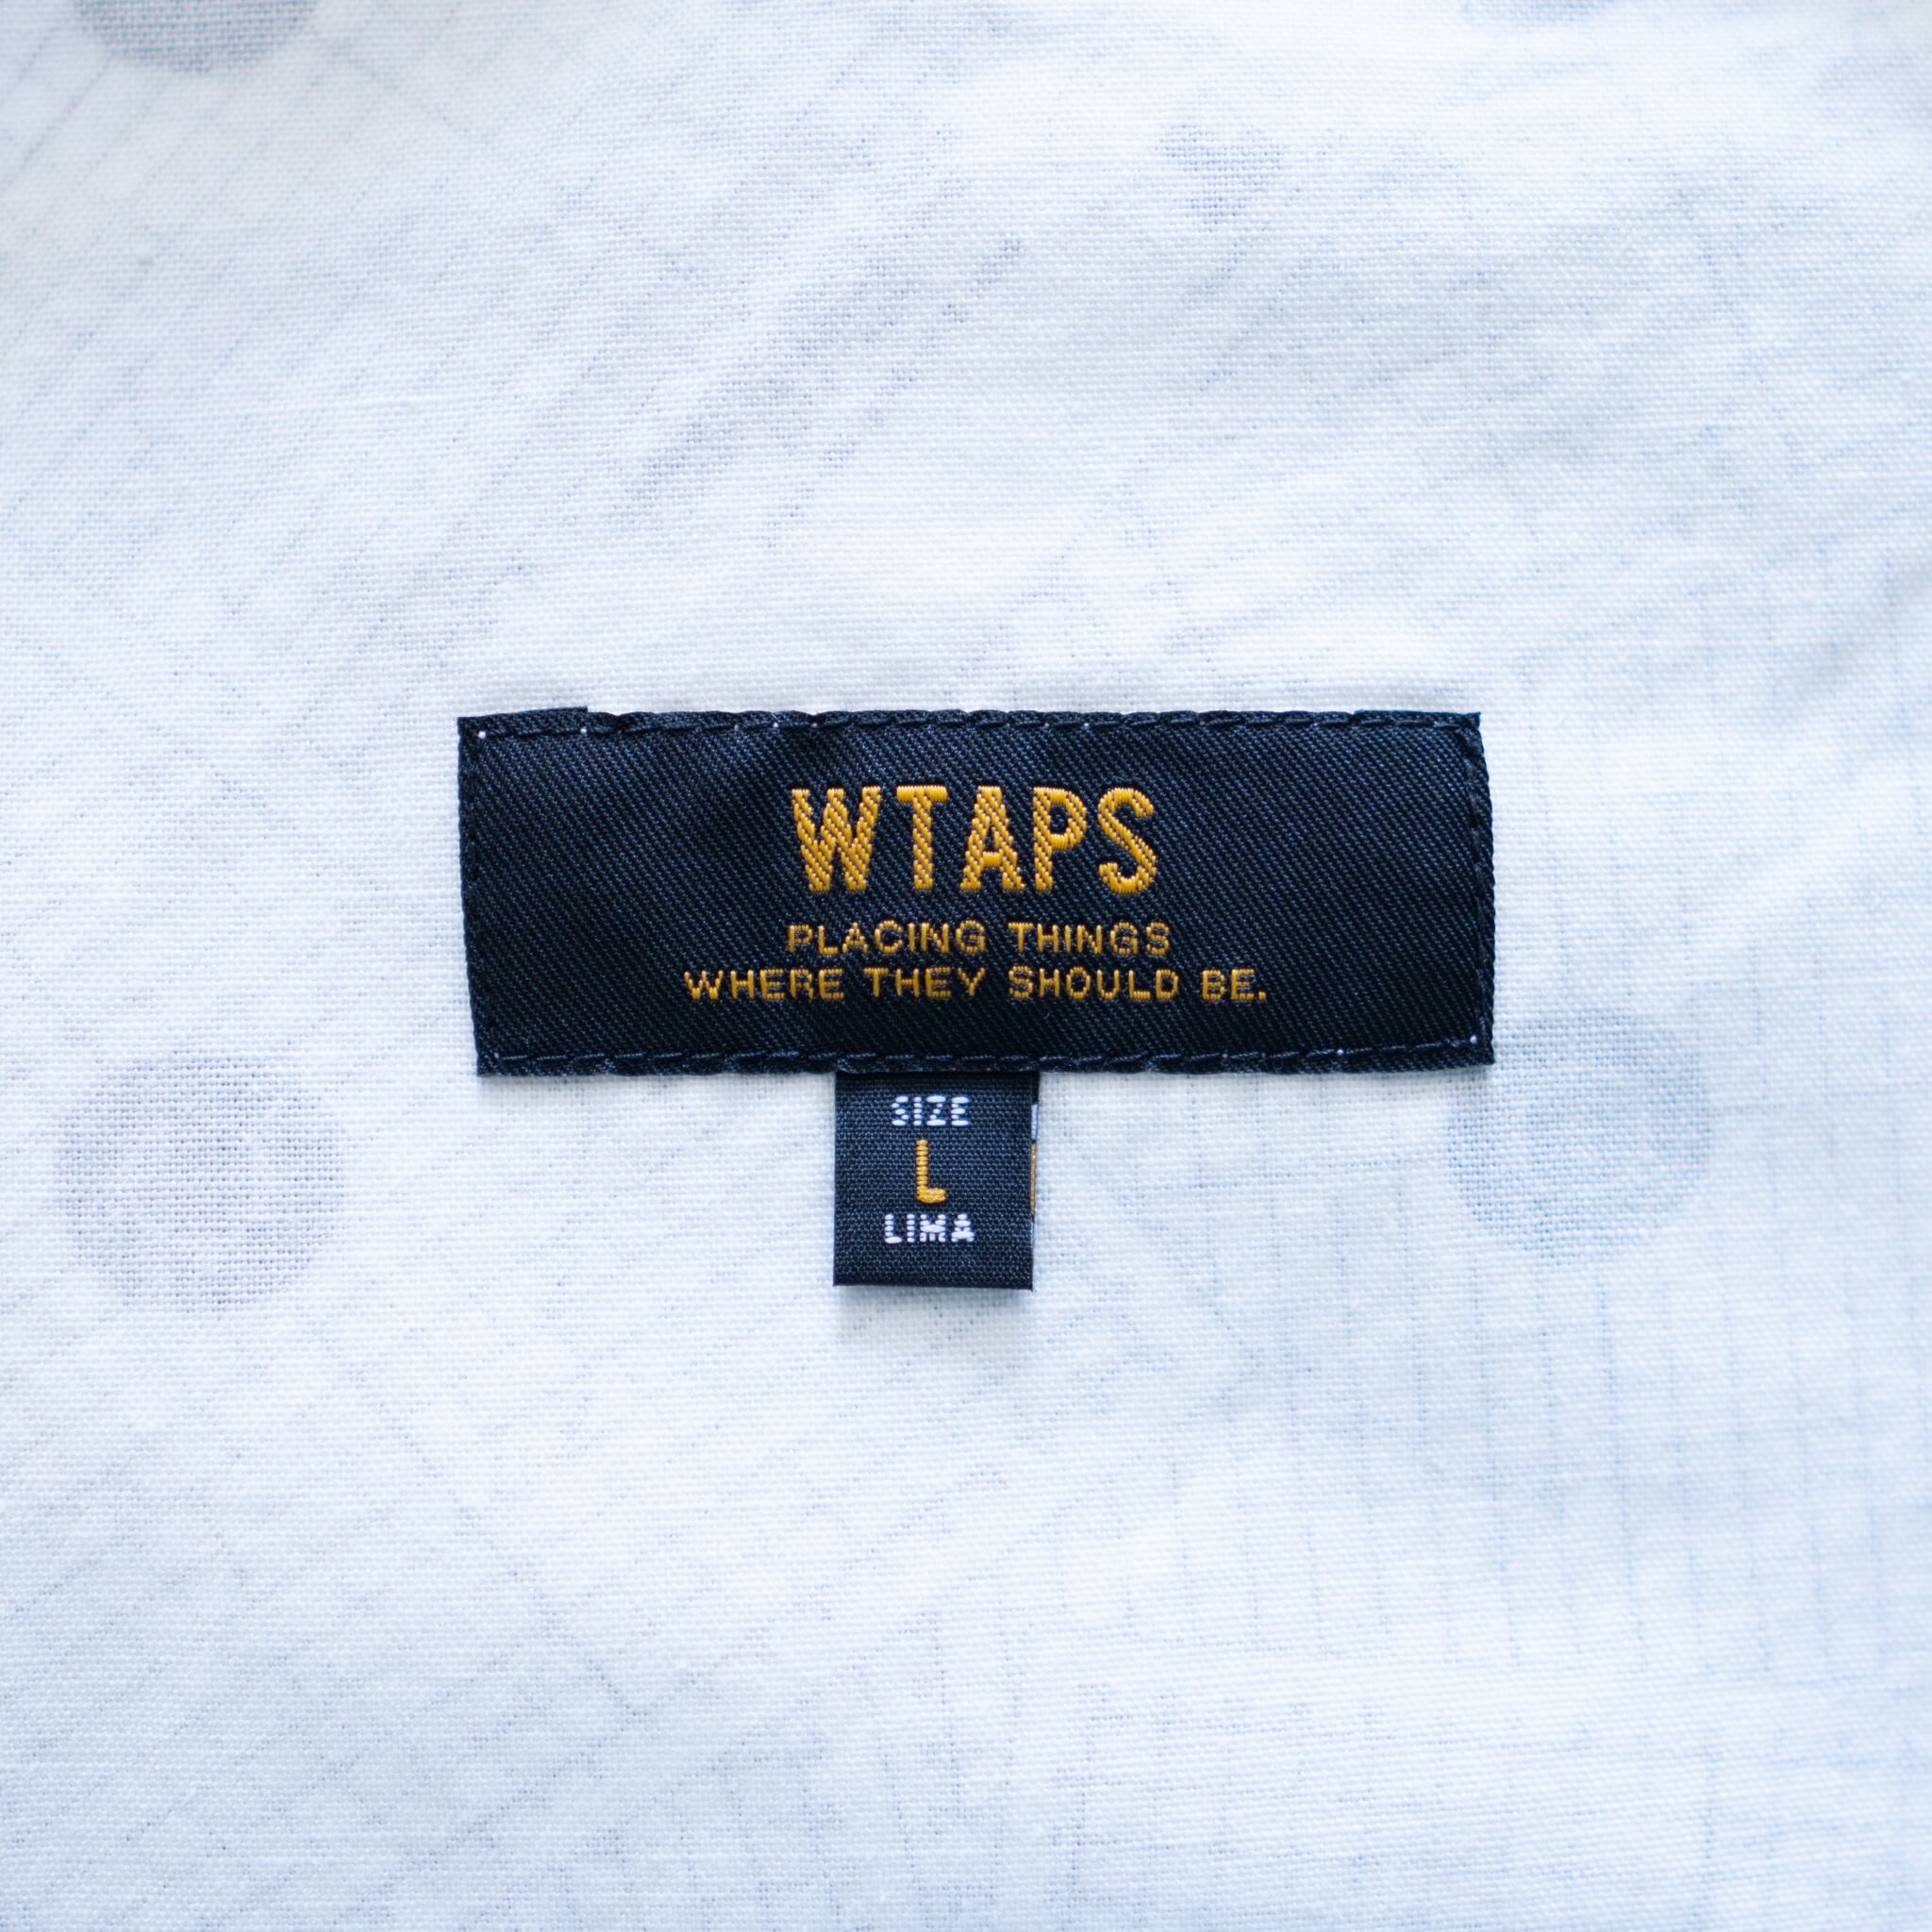 WTAPS
PLACING THINGS
WHERE THEY SHOULD BE.
SIZE
L
LIMA